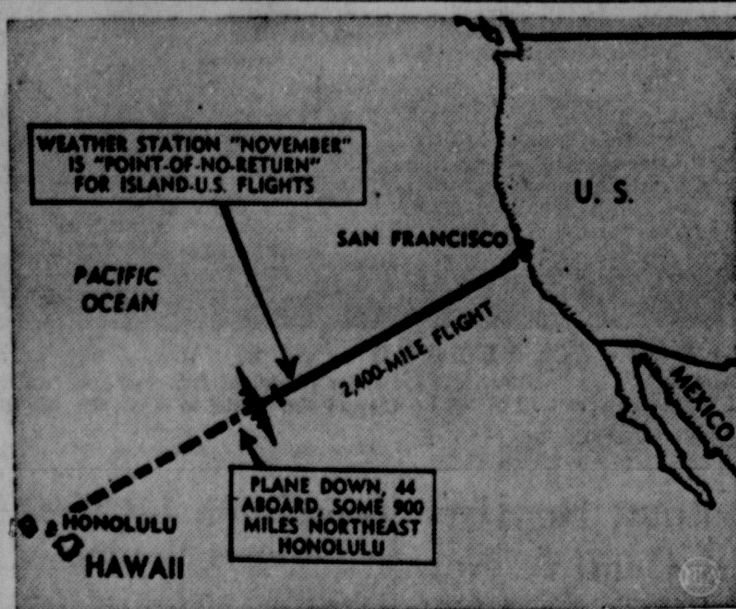 WEATHER STATION "NOVEMBER"
IS "POINT-OF-NO-RETURN"
FOR ISLAND-U.S. FLIGHTS
U. S.
SAN FRANCISCO
PACIFIC
OCEAN
2,400-MILE FLIGHT
MEXICO
PLANE DOWN, 44
ABOARD, SOME 900
MILES NORTHEAST
HONOLULU
HONOLULU
HAWAII